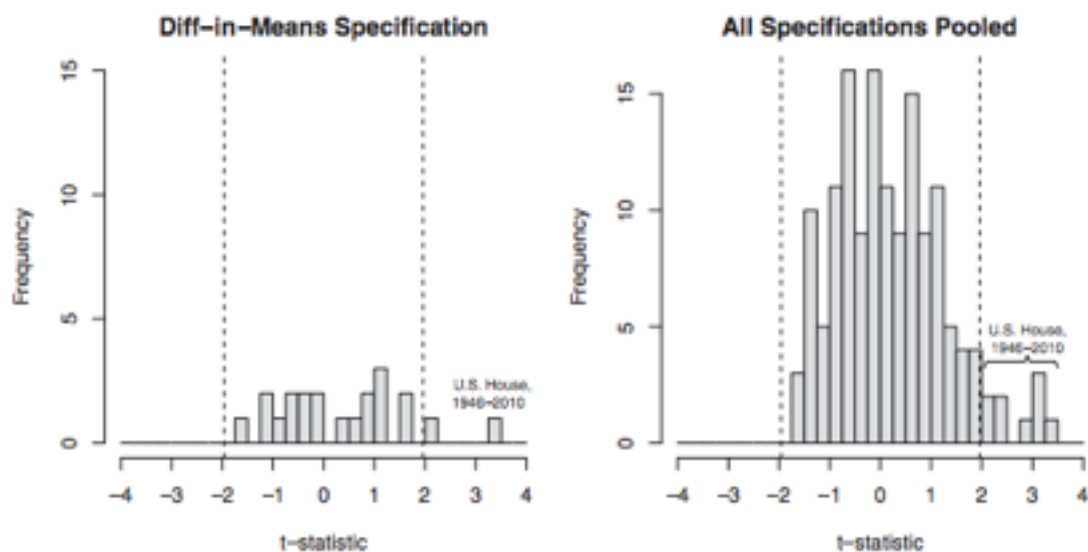 Diff−in−Means Specification
15
10
5
0
Frequency
U.S. House,
1946−2010
−4 −3 −2 −1 0 1 2 3 4
t−statistic
All Specifications Pooled
15
10
5
0
Frequency
U.S. House,
1946−2010
−4 −3 −2 −1 0 1 2 3 4
t−statistic